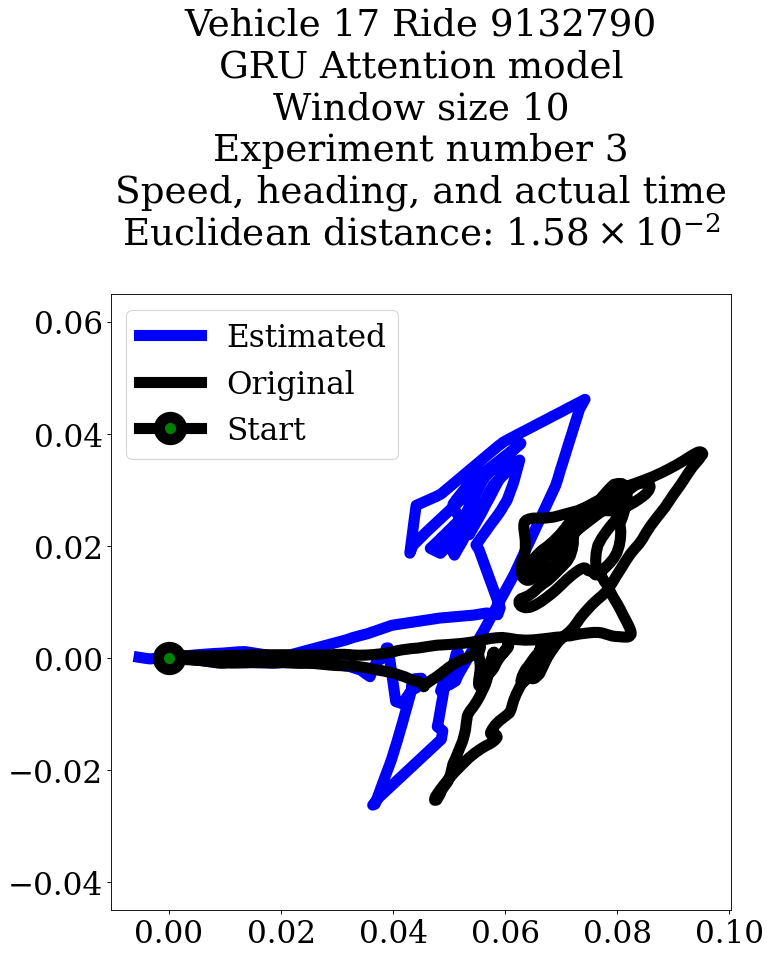 Vehicle 17 Ride 9132790
GRU Attention model
Window size 10
Experiment number 3
Speed, heading, and actual time
Euclidean distance: 1.58 × 10⁻²
Estimated
Original
Start
0.06
0.04
0.02
0.00
−0.02
−0.04
0.00 0.02 0.04 0.06 0.08 0.10